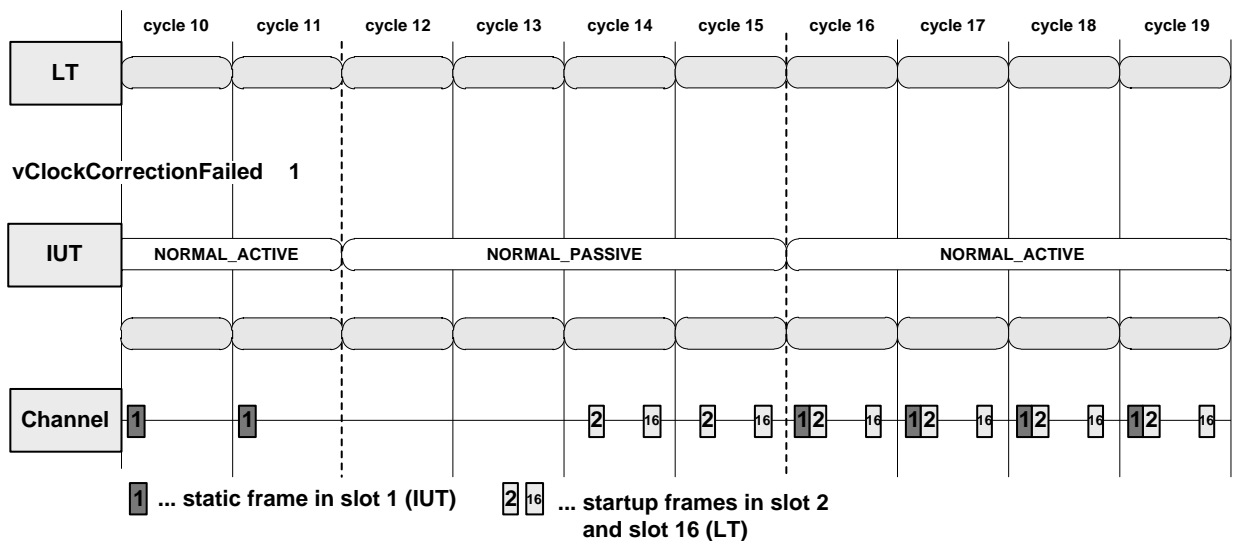 cycle 10 cycle 11 cycle 12 cycle 13 cycle 14 cycle 15 cycle 16 cycle 17 cycle 18 cycle 19
LT
vClockCorrectionFailed 1
IUT NORMAL_ACTIVE NORMAL_PASSIVE NORMAL_ACTIVE
Channel 1 1 2 16 2 16 1 2 16 1 2 16 1 2 16 1 2 16
1 ... static frame in slot 1 (IUT) 2 16 ... startup frames in slot 2
and slot 16 (LT)